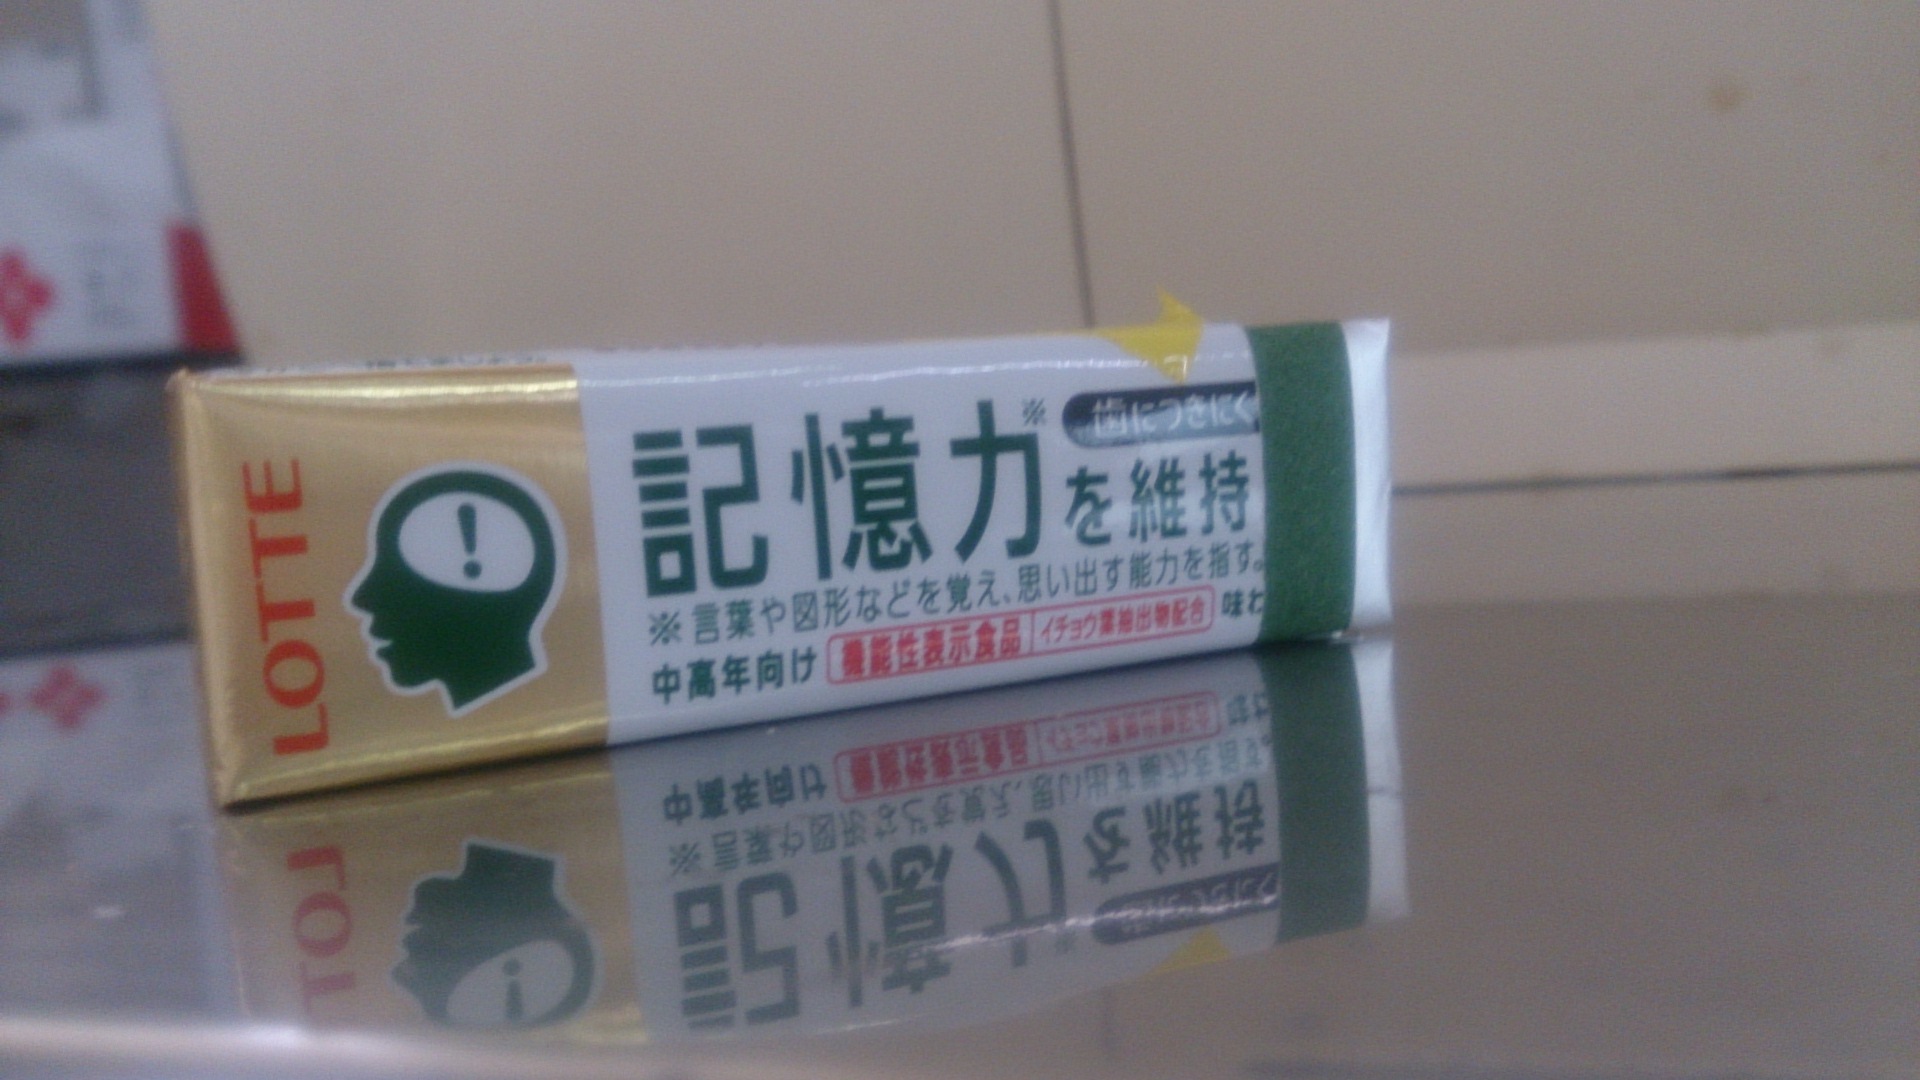 LOTTE
歯につきにく
記憶力※
を維持
※言葉や図形などを覚え、思い出す能力を指す。
中高年向け 機能性表示食品 イチョウ葉抽出物配合 味わ